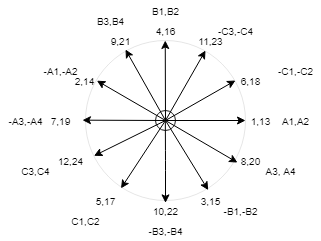 B1,B2
B3,B4
4,16
-C3,-C4
9,21
11,23
-A1,-A2
-C1,-C2
2,14
6,18
-A3,-A4
7,19
1,13
A1,A2
12,24
8,20
C3,C4
A3, A4
5,17
3,15
10,22
-B1,-B2
C1,C2
-B3,-B4